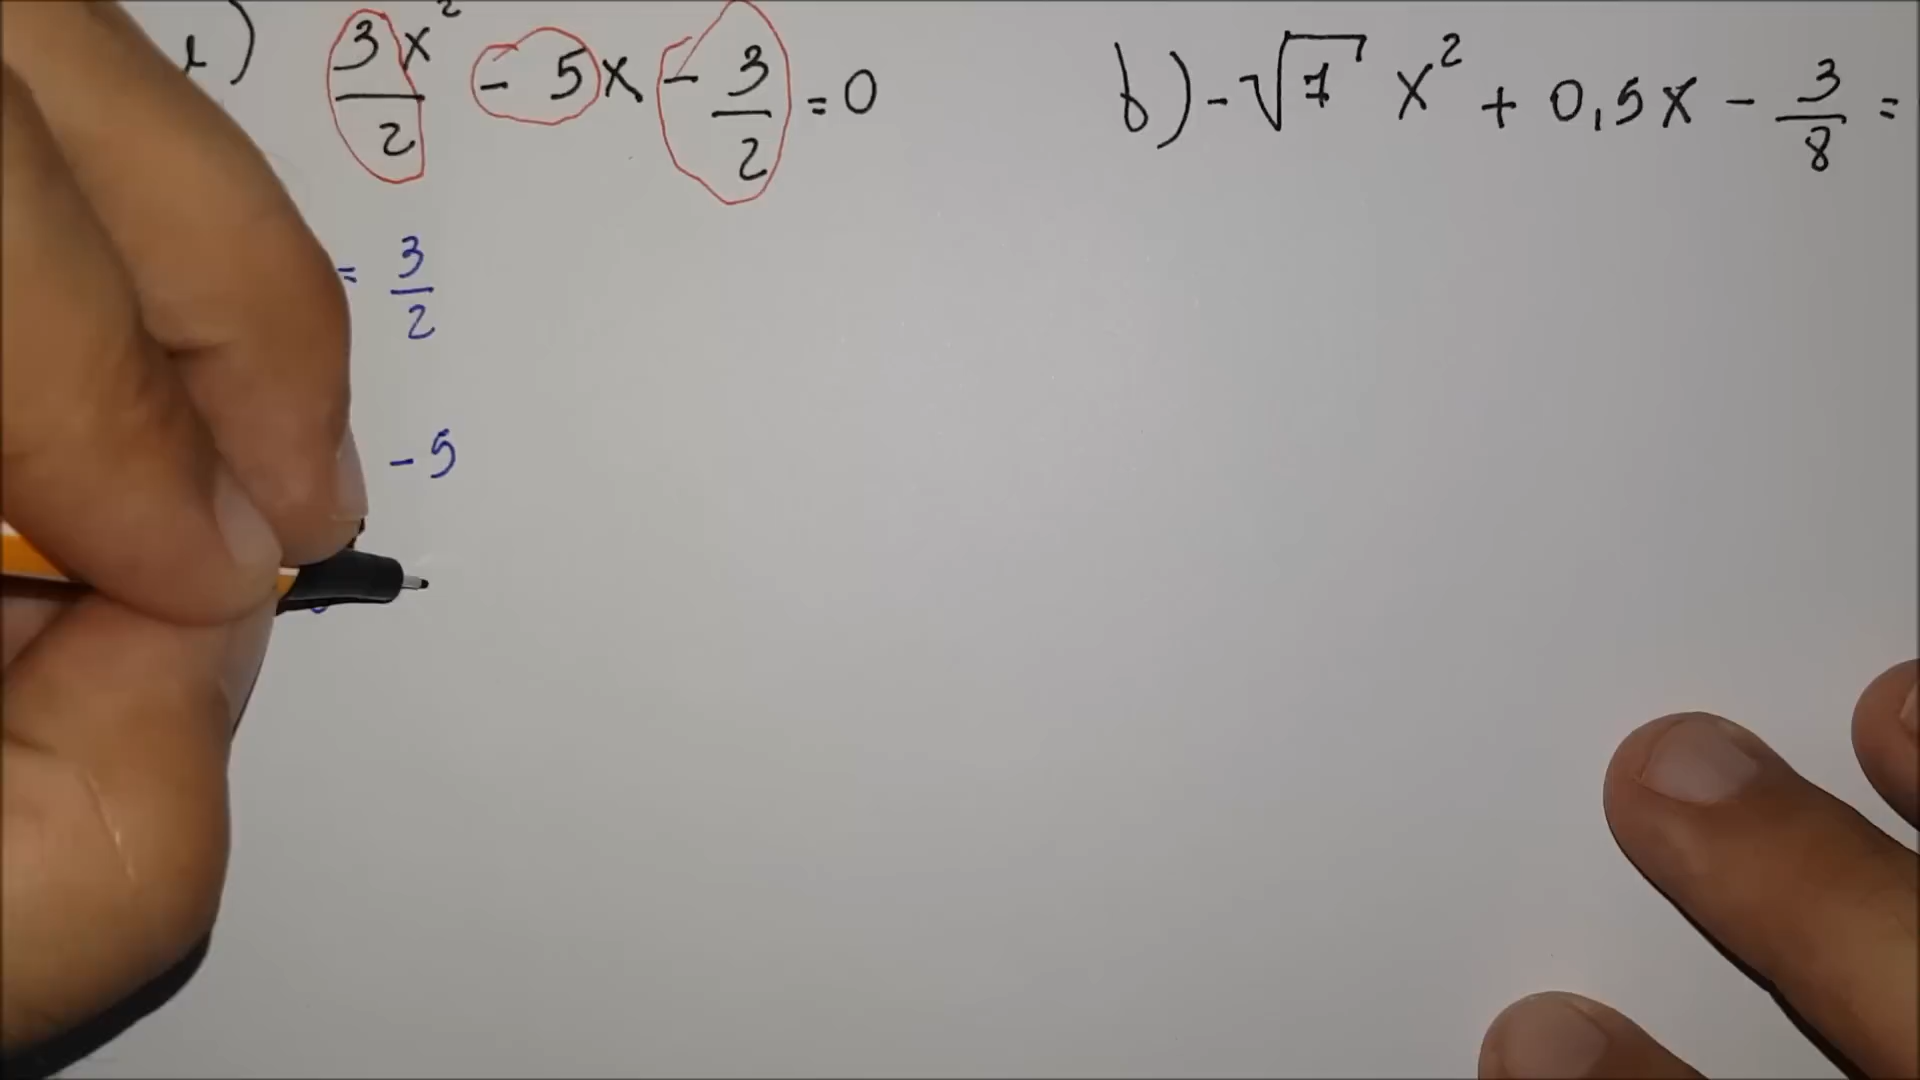 ) 3x²/2 - 5x - 3/2 = 0
b) -√7 x² + 0,5x - 3/8 =
= 3/2
- 5